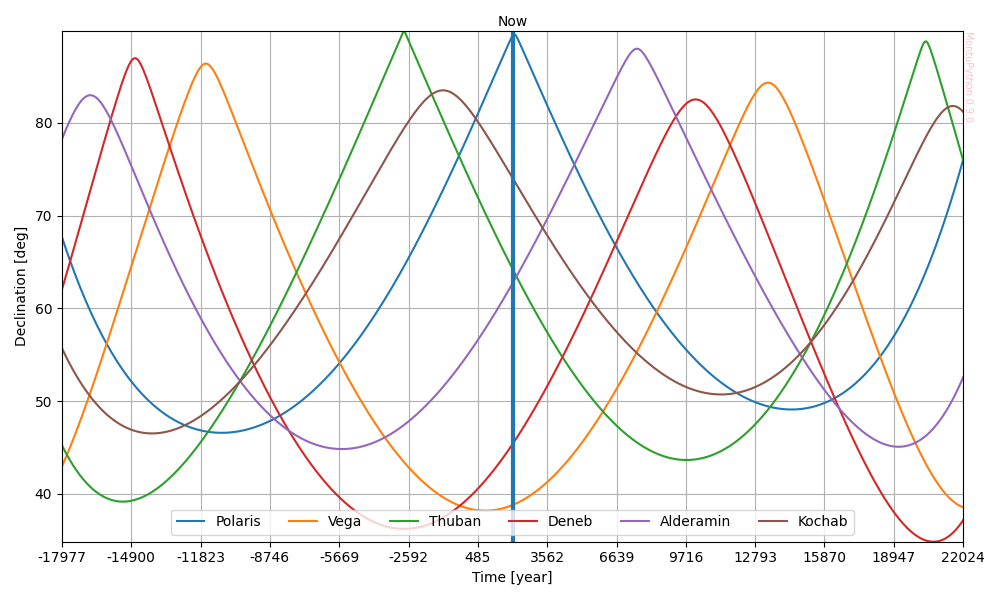 Now
MontuPython 0.9.0
Declination [deg]
80
70
60
50
40
Polaris Vega Thuban Deneb Alderamin Kochab
-17977 -14900 -11823 -8746 -5669 -2592 485 3562 6639 9716 12793 15870 18947 22024
Time [year]